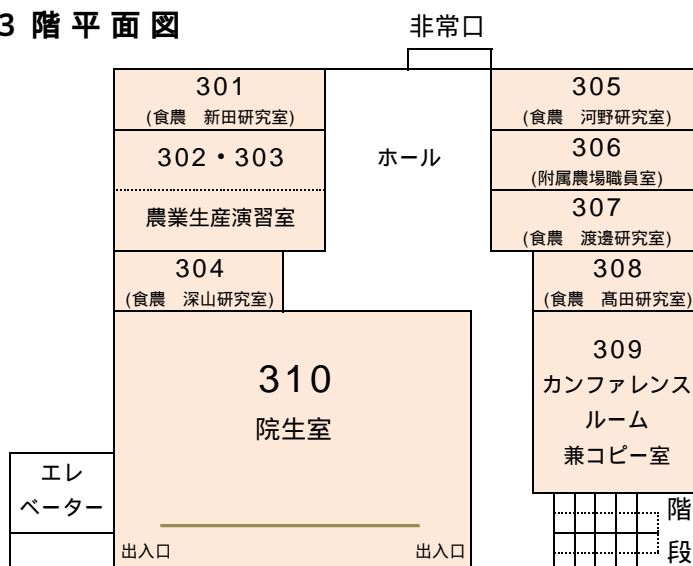 3 階 平 面 図
非常口
301
(食農　新田研究室)
302・303
農業生産演習室
304
(食農　深山研究室)
ホール
305
(食農　河野研究室)
306
(附属農場職員室)
307
(食農　渡邊研究室)
308
(食農　髙田研究室)
309
カンファレンス
ルーム
兼コピー室
310
院生室
出入口
出入口
エレ
ベーター
階
段